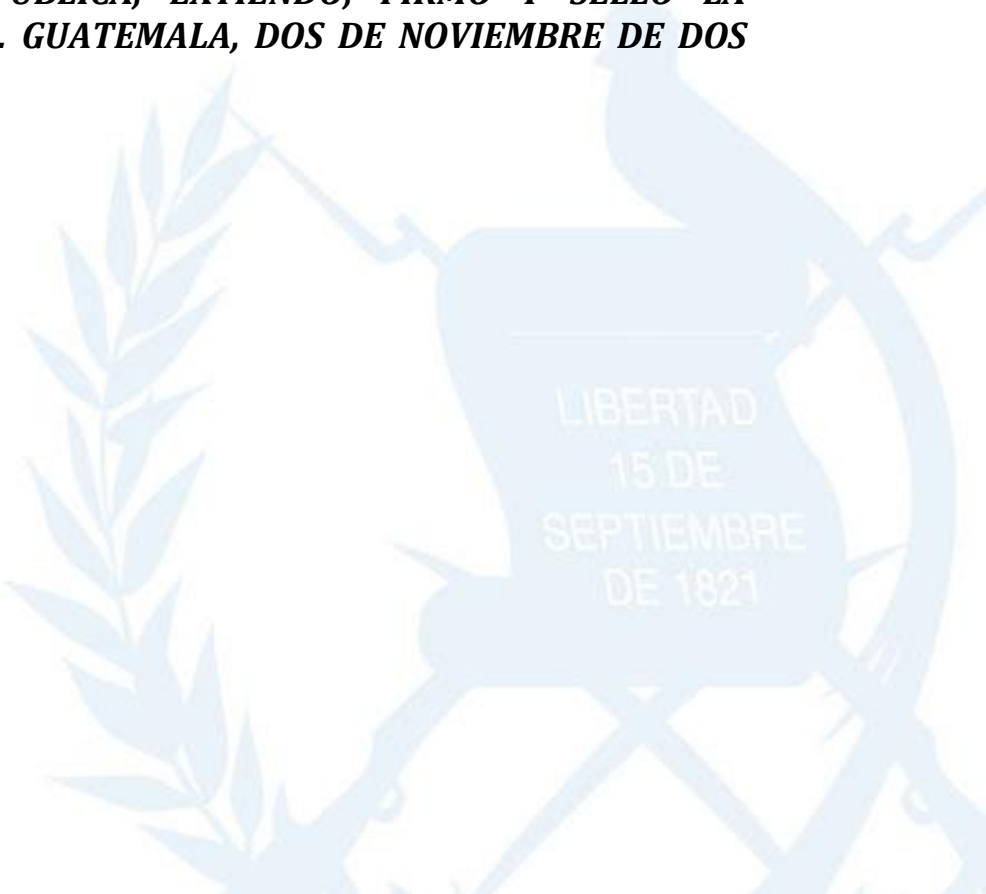 EXTIENDO, FIRMO Y SELLO LA
. GUATEMALA, DOS DE NOVIEMBRE DE DOS
LIBERTAD
15 DE
SEPTIEMBRE
DE 1821